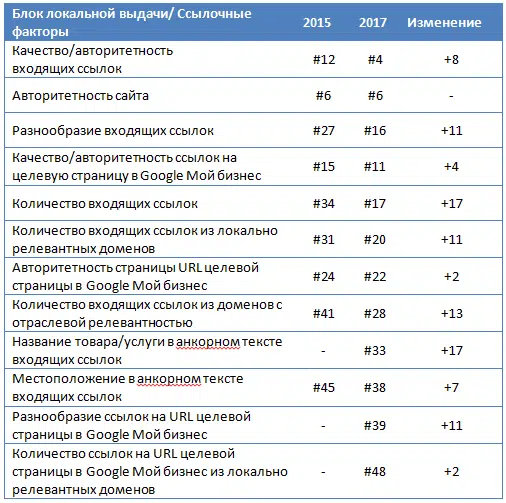 Блок локальной выдачи/ Ссылочные 2015 2017 Изменение
факторы
Качество/авторитетность
входящих ссылок #12 #4 +8
Авторитетность сайта #6 #6 -
Разнообразие входящих ссылок #27 #16 +11
Качество/авторитетность ссылок на
целевую страницу в Google Мой бизнес #15 #11 +4
Количество входящих ссылок #34 #17 +17
Количество входящих ссылок из локально
релевантных доменов #31 #20 +11
Авторитетность страницы URL целевой
страницы в Google Мой бизнес #24 #22 +2
Количество входящих ссылок из доменов с
отраслевой релевантностью #41 #28 +13
Название товара/услуги в анкорном тексте
входящих ссылок - #33 +17
Местоположение в анкорном тексте
входящих ссылок #45 #38 +7
Разнообразие ссылок на URL целевой
страницы в Google Мой бизнес - #39 +11
Количество ссылок на URL целевой
страницы в Google Мой бизнес из локально
релевантных доменов - #48 +2